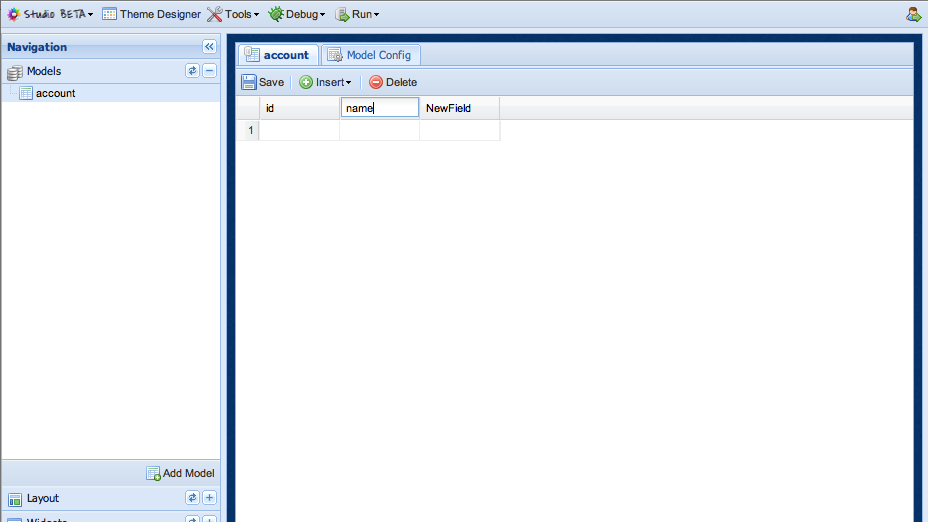 Studio BETA Theme Designer Tools Debug Run
Navigation
Models
account
Add Model
Layout
Widgets
account Model Config
Save Insert Delete
id name NewField
1